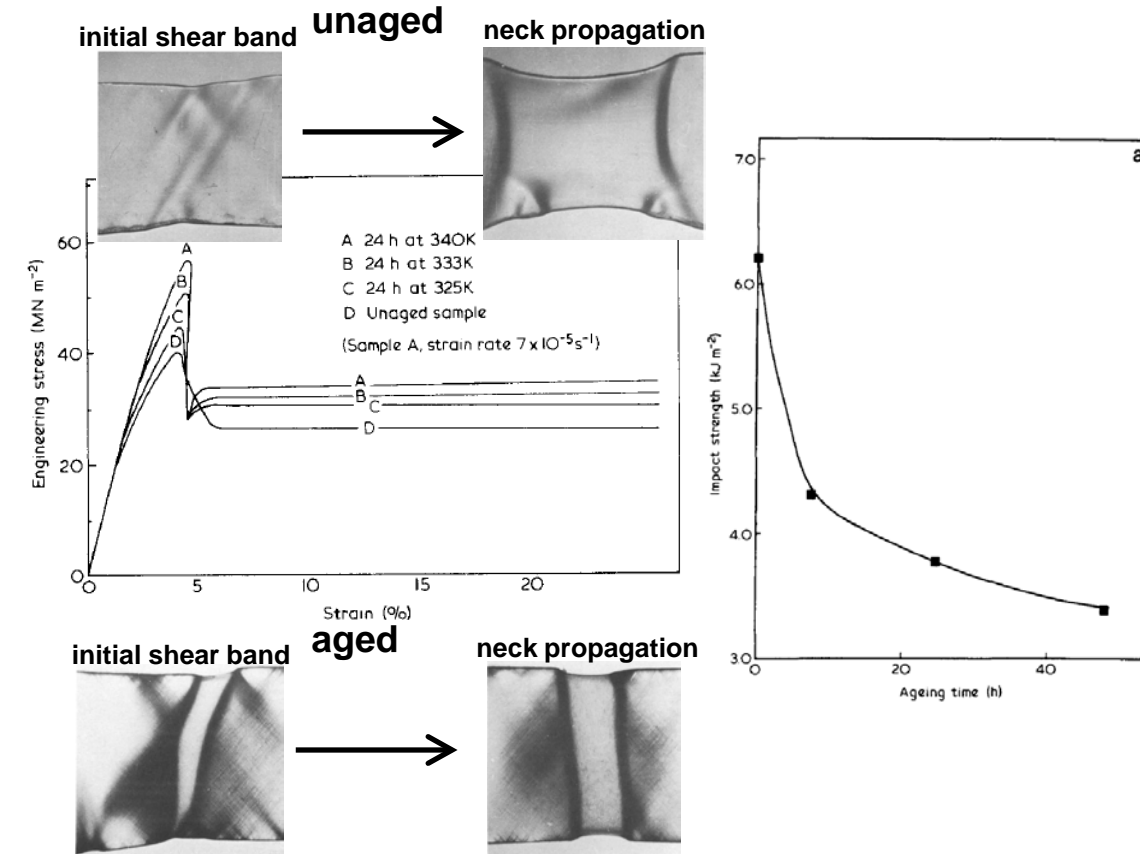 unaged
initial shear band
neck propagation
Engineering stress (MN m⁻²)
60
40
20
0
A
B
C
D
A 24 h at 340K
B 24 h at 333K
C 24 h at 325K
D Unaged sample
(Sample A, strain rate 7 x 10⁻⁵s⁻¹)
A
B
C
D
0 5 10 15 20
Strain (%)
a
Impact strength (kJ m⁻²)
7.0
6.0
5.0
4.0
3.0
0 20 40
Ageing time (h)
aged
initial shear band
neck propagation